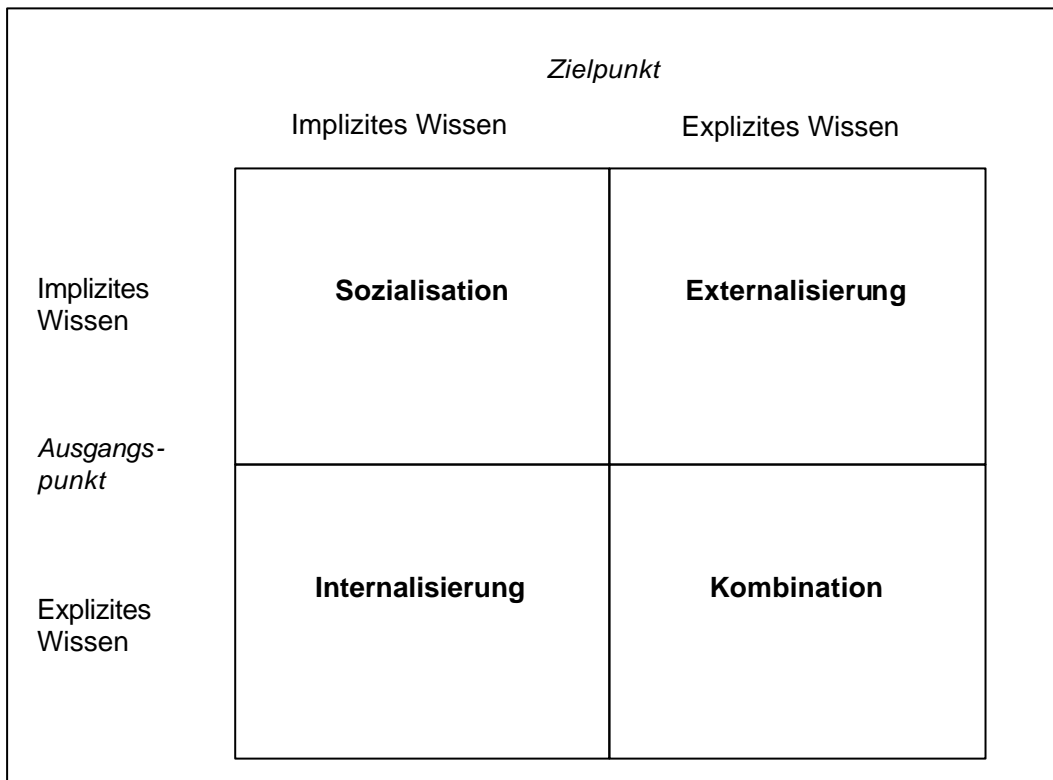 Zielpunkt
Implizites Wissen Explizites Wissen
Implizites
Wissen
Sozialisation Externalisierung
Ausgangs-
punkt
Internalisierung Kombination
Explizites
Wissen